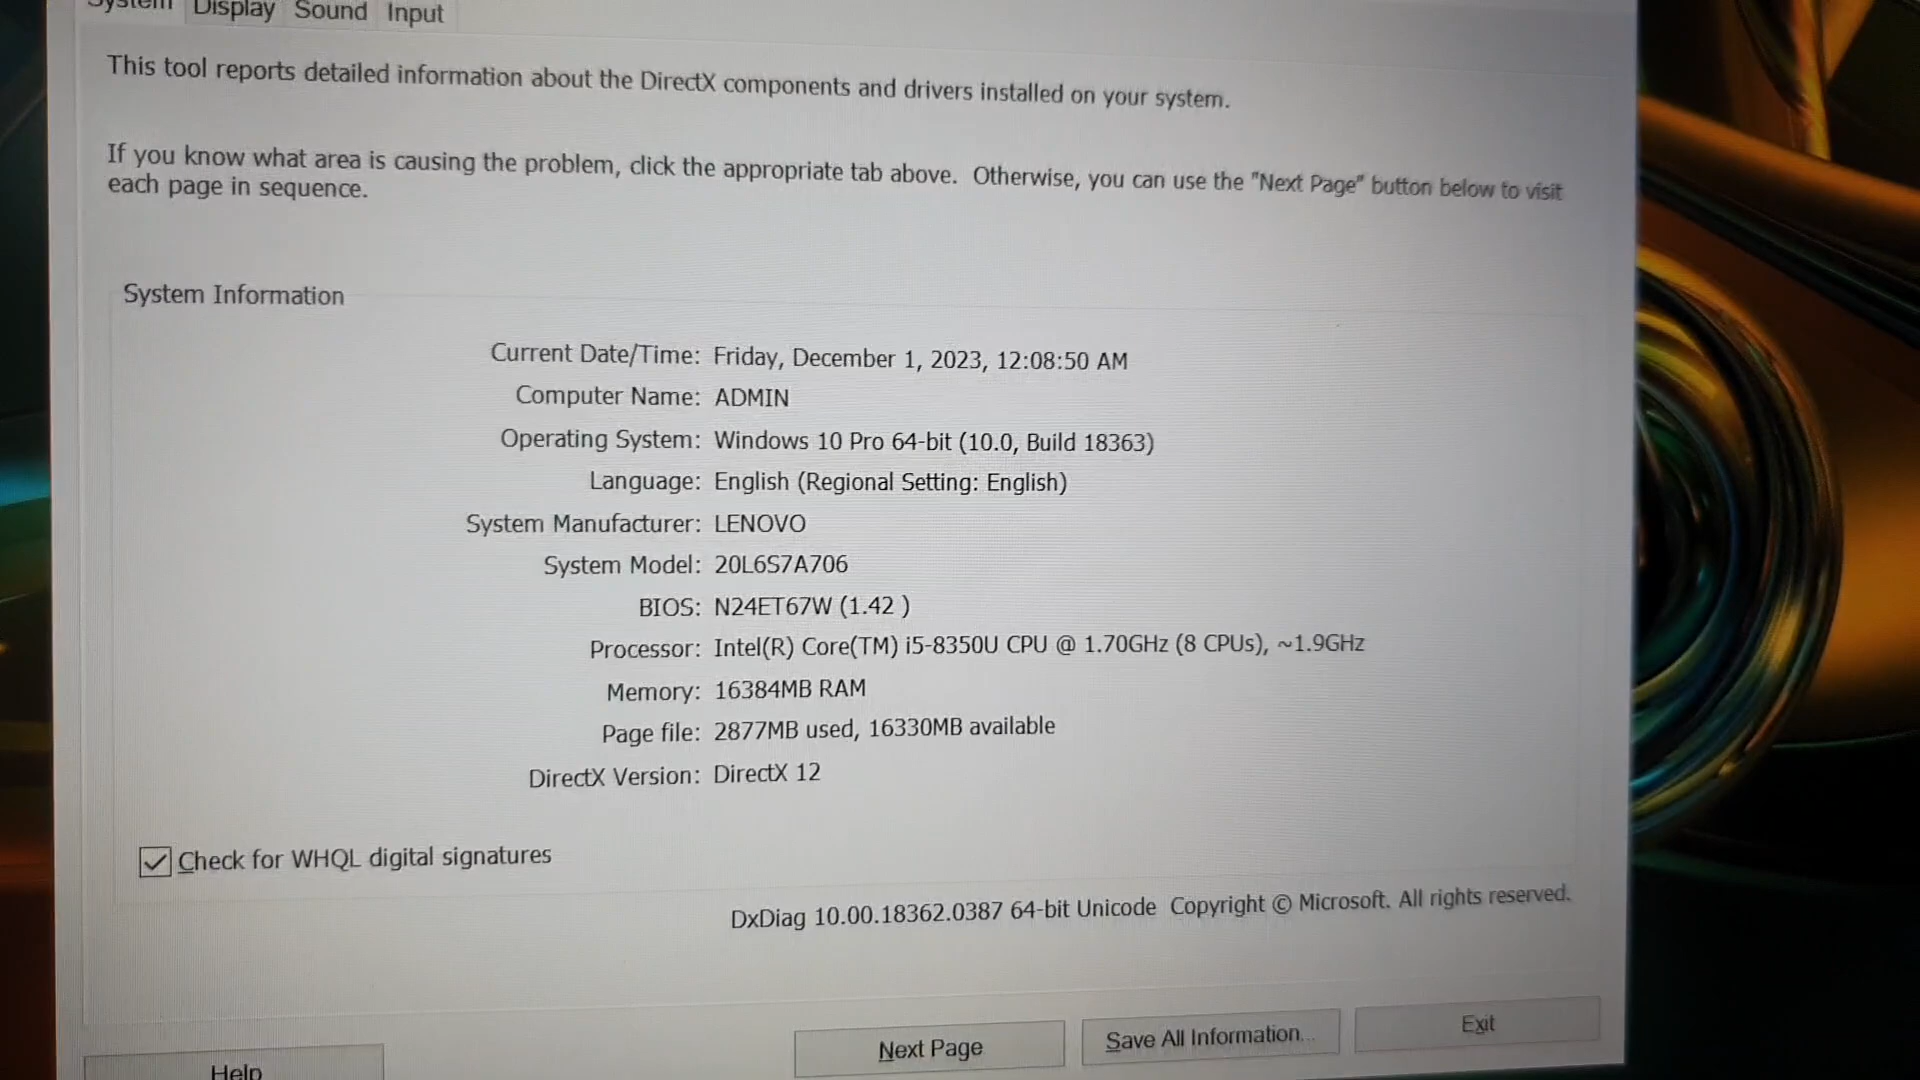 System Display Sound Input
This tool reports detailed information about the DirectX components and drivers installed on your system.
If you know what area is causing the problem, click the appropriate tab above.  Otherwise, you can use the "Next Page" button below to visit
each page in sequence.
System Information
Current Date/Time: Friday, December 1, 2023, 12:08:50 AM
Computer Name: ADMIN
Operating System: Windows 10 Pro 64-bit (10.0, Build 18363)
Language: English (Regional Setting: English)
System Manufacturer: LENOVO
System Model: 20L6S7A706
BIOS: N24ET67W (1.42 )
Processor: Intel(R) Core(TM) i5-8350U CPU @ 1.70GHz (8 CPUs), ~1.9GHz
Memory: 16384MB RAM
Page file: 2877MB used, 16330MB available
DirectX Version: DirectX 12
Check for WHQL digital signatures
DxDiag 10.00.18362.0387 64-bit Unicode  Copyright © Microsoft. All rights reserved.
Help Next Page Save All Information... Exit